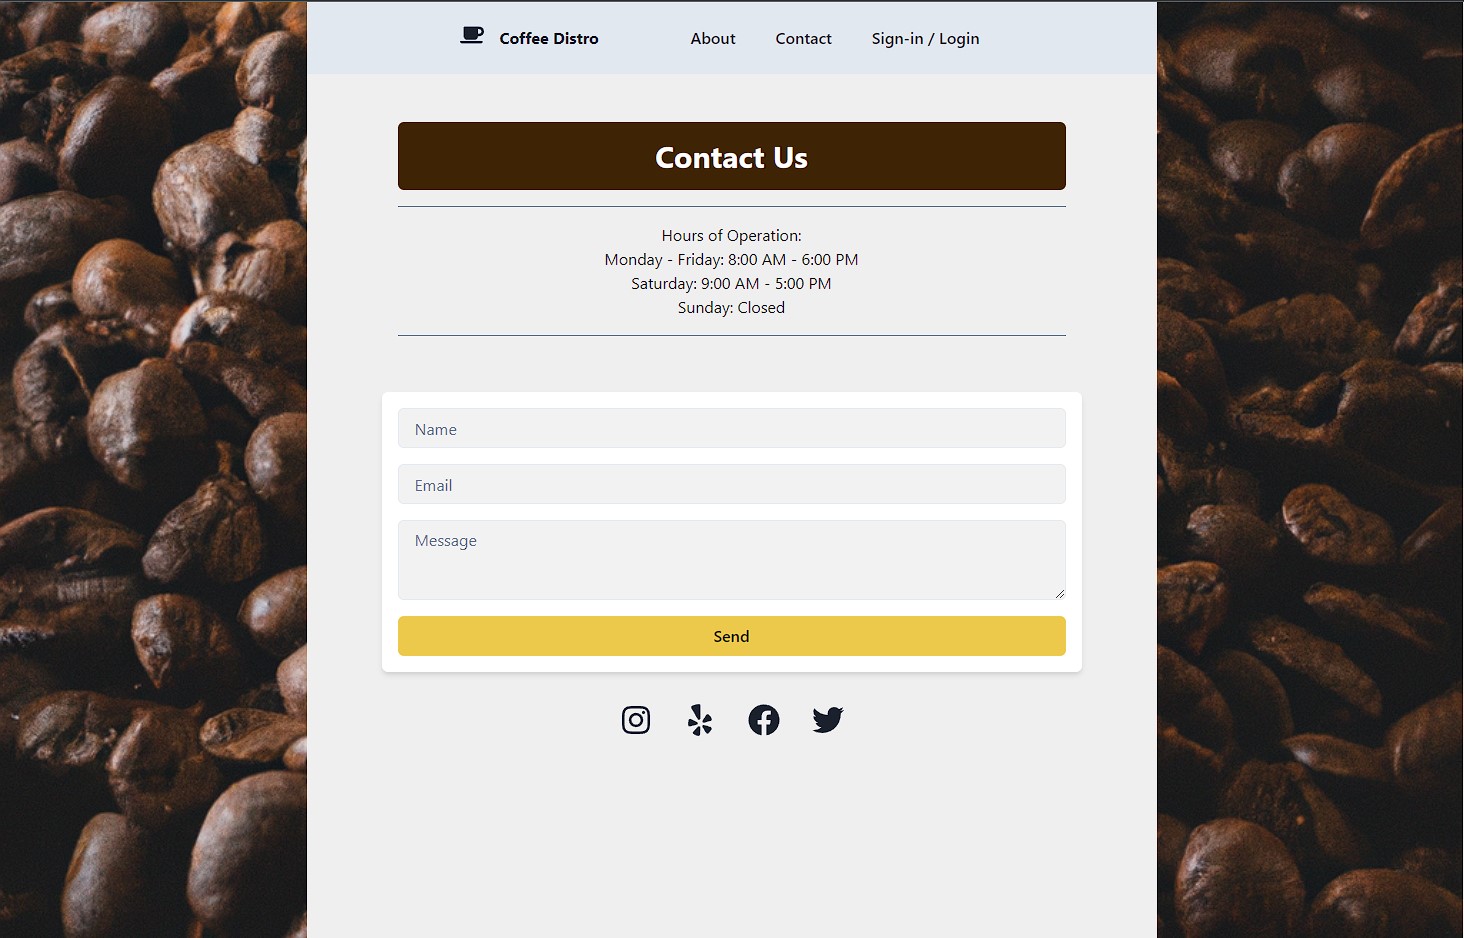 Coffee Distro About Contact Sign-in / Login
Contact Us
Hours of Operation:
Monday - Friday: 8:00 AM - 6:00 PM
Saturday: 9:00 AM - 5:00 PM
Sunday: Closed
Name
Email
Message
Send